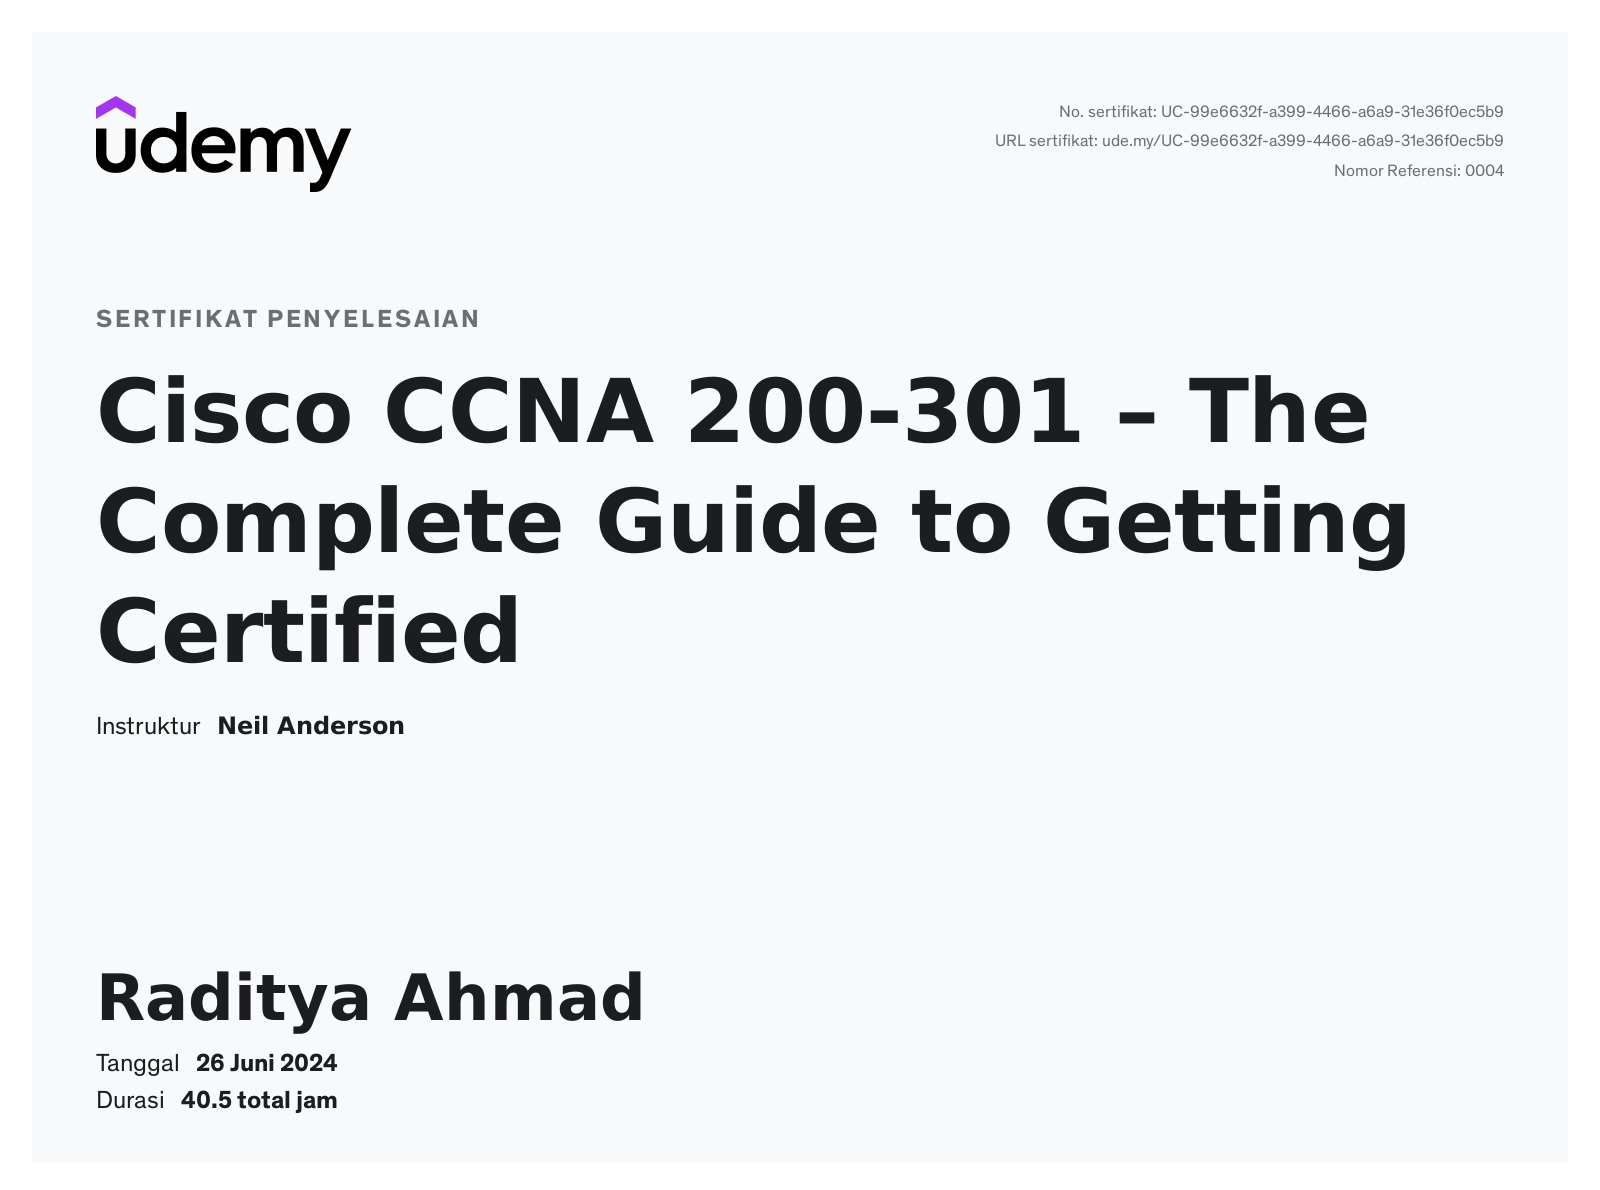 udemy
No. sertifikat: UC-99e6632f-a399-4466-a6a9-31e36f0ec5b9
URL sertifikat: ude.my/UC-99e6632f-a399-4466-a6a9-31e36f0ec5b9
Nomor Referensi: 0004
SERTIFIKAT PENYELESAIAN
Cisco CCNA 200-301 – The
Complete Guide to Getting
Certified
Instruktur Neil Anderson
Raditya Ahmad
Tanggal 26 Juni 2024
Durasi 40.5 total jam